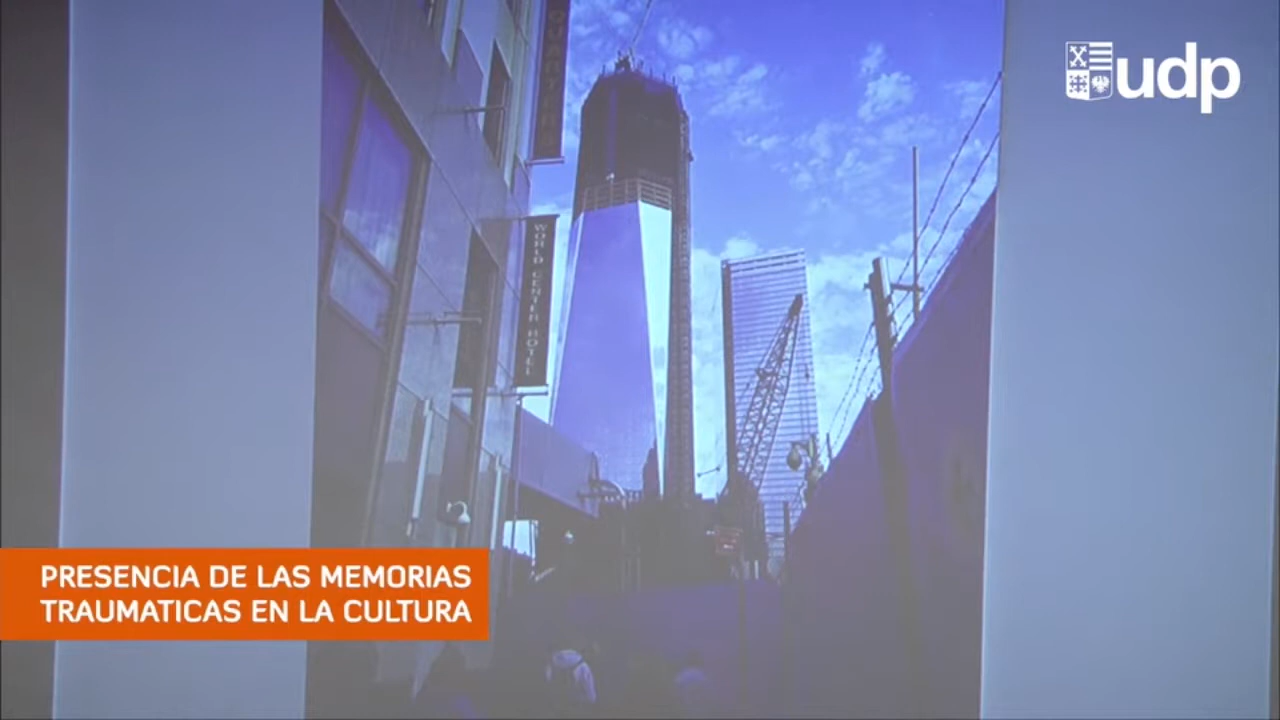 udp
WORLD CENTER HOTEL
PRESENCIA DE LAS MEMORIAS
TRAUMATICAS EN LA CULTURA